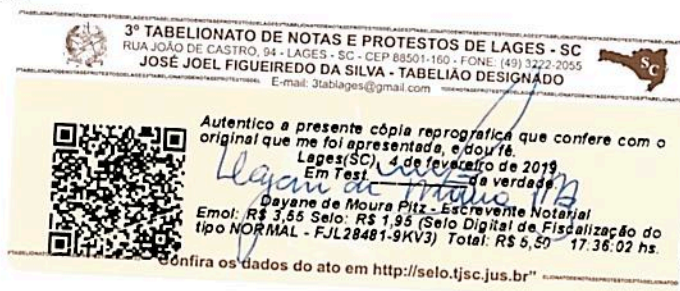 3º TABELIONATO DE NOTAS E PROTESTOS DE LAGES - SC
RUA JOÃO DE CASTRO, 94 - LAGES - SC - CEP 88501-160 - FONE: (49) 3222-2055
JOSÉ JOEL FIGUEIREDO DA SILVA - TABELIÃO DESIGNADO
E-mail: 3tablages@gmail.com
SC
Autentico a presente cópia reprográfica que confere com o
original que me foi apresentada, e dou fé.
Lages(SC), 4 de fevereiro de 2019
Em Test. da verdade.
Dayane de Moura Pitz - Escrevente Notarial
Emol: R$ 3,55 Selo: R$ 1,95 (Selo Digital de Fiscalização do
tipo NORMAL - FJL28481-9KV3) Total: R$ 5,50 17:36:02 hs.
Confira os dados do ato em http://selo.tjsc.jus.br"